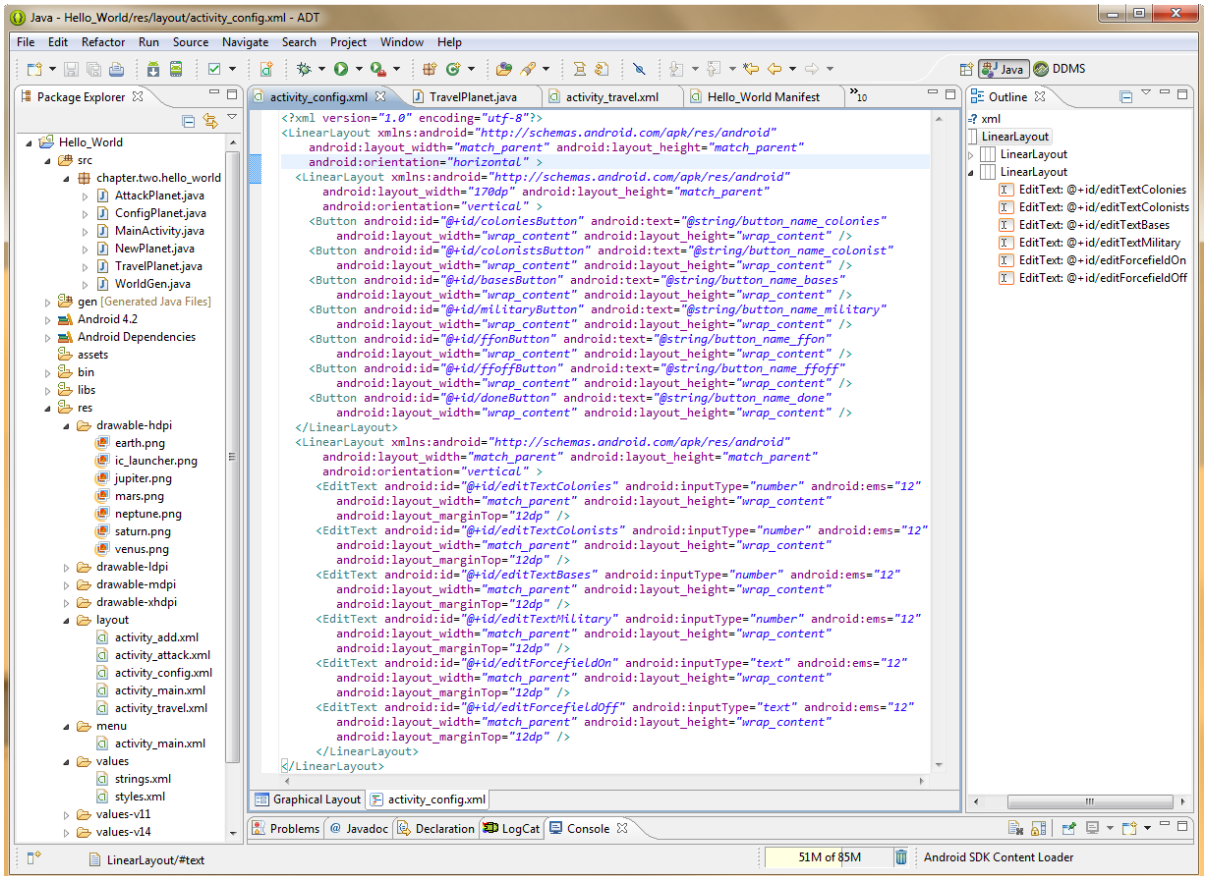 Java - Hello_World/res/layout/activity_config.xml - ADT
File Edit Refactor Run Source Navigate Search Project Window Help
Java DDMS
Package Explorer
Hello_World
src
chapter.two.hello_world
AttackPlanet.java
ConfigPlanet.java
MainActivity.java
NewPlanet.java
TravelPlanet.java
WorldGen.java
gen [Generated Java Files]
Android 4.2
Android Dependencies
assets
bin
libs
res
drawable-hdpi
earth.png
ic_launcher.png
jupiter.png
mars.png
neptune.png
saturn.png
venus.png
drawable-ldpi
drawable-mdpi
drawable-xhdpi
layout
activity_add.xml
activity_attack.xml
activity_config.xml
activity_main.xml
activity_travel.xml
menu
activity_main.xml
values
strings.xml
styles.xml
values-v11
values-v14
activity_config.xml TravelPlanet.java activity_travel.xml Hello_World Manifest »10
<?xml version="1.0" encoding="utf-8"?>
<LinearLayout xmlns:android="http://schemas.android.com/apk/res/android"
android:layout_width="match_parent" android:layout_height="match_parent"
android:orientation="horizontal" >
<LinearLayout xmlns:android="http://schemas.android.com/apk/res/android"
android:layout_width="170dp" android:layout_height="match_parent"
android:orientation="vertical" >
<Button android:id="@+id/coloniesButton" android:text="@string/button_name_colonies"
android:layout_width="wrap_content" android:layout_height="wrap_content" />
<Button android:id="@+id/colonistsButton" android:text="@string/button_name_colonist"
android:layout_width="wrap_content" android:layout_height="wrap_content" />
<Button android:id="@+id/basesButton" android:text="@string/button_name_bases"
android:layout_width="wrap_content" android:layout_height="wrap_content" />
<Button android:id="@+id/militaryButton" android:text="@string/button_name_military"
android:layout_width="wrap_content" android:layout_height="wrap_content" />
<Button android:id="@+id/ffonButton" android:text="@string/button_name_ffon"
android:layout_width="wrap_content" android:layout_height="wrap_content" />
<Button android:id="@+id/ffoffButton" android:text="@string/button_name_ffoff"
android:layout_width="wrap_content" android:layout_height="wrap_content" />
<Button android:id="@+id/doneButton" android:text="@string/button_name_done"
android:layout_width="wrap_content" android:layout_height="wrap_content" />
</LinearLayout>
<LinearLayout xmlns:android="http://schemas.android.com/apk/res/android"
android:layout_width="match_parent" android:layout_height="match_parent"
android:orientation="vertical" >
<EditText android:id="@+id/editTextColonies" android:inputType="number" android:ems="12"
android:layout_width="match_parent" android:layout_height="wrap_content"
android:layout_marginTop="12dp" />
<EditText android:id="@+id/editTextColonists" android:inputType="number" android:ems="12"
android:layout_width="match_parent" android:layout_height="wrap_content"
android:layout_marginTop="12dp" />
<EditText android:id="@+id/editTextBases" android:inputType="number" android:ems="12"
android:layout_width="match_parent" android:layout_height="wrap_content"
android:layout_marginTop="12dp" />
<EditText android:id="@+id/editTextMilitary" android:inputType="number" android:ems="12"
android:layout_width="match_parent" android:layout_height="wrap_content"
android:layout_marginTop="12dp" />
<EditText android:id="@+id/editForcefieldOn" android:inputType="text" android:ems="12"
android:layout_width="match_parent" android:layout_height="wrap_content"
android:layout_marginTop="12dp" />
<EditText android:id="@+id/editForcefieldOff" android:inputType="text" android:ems="12"
android:layout_width="match_parent" android:layout_height="wrap_content"
android:layout_marginTop="12dp" />
</LinearLayout>
</LinearLayout>
Graphical Layout activity_config.xml
Outline
xml
LinearLayout
LinearLayout
LinearLayout
EditText: @+id/editTextColonies
EditText: @+id/editTextColonists
EditText: @+id/editTextBases
EditText: @+id/editTextMilitary
EditText: @+id/editForcefieldOn
EditText: @+id/editForcefieldOff
Problems @ Javadoc Declaration LogCat Console
LinearLayout/#text
51M of 85M
Android SDK Content Loader